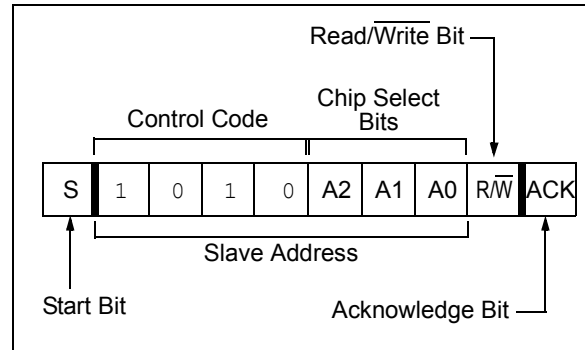 Read/Write Bit
Chip Select
Bits
Control Code
S 1 0 1 0 A2 A1 A0 R/W ACK
Slave Address
Start Bit
Acknowledge Bit